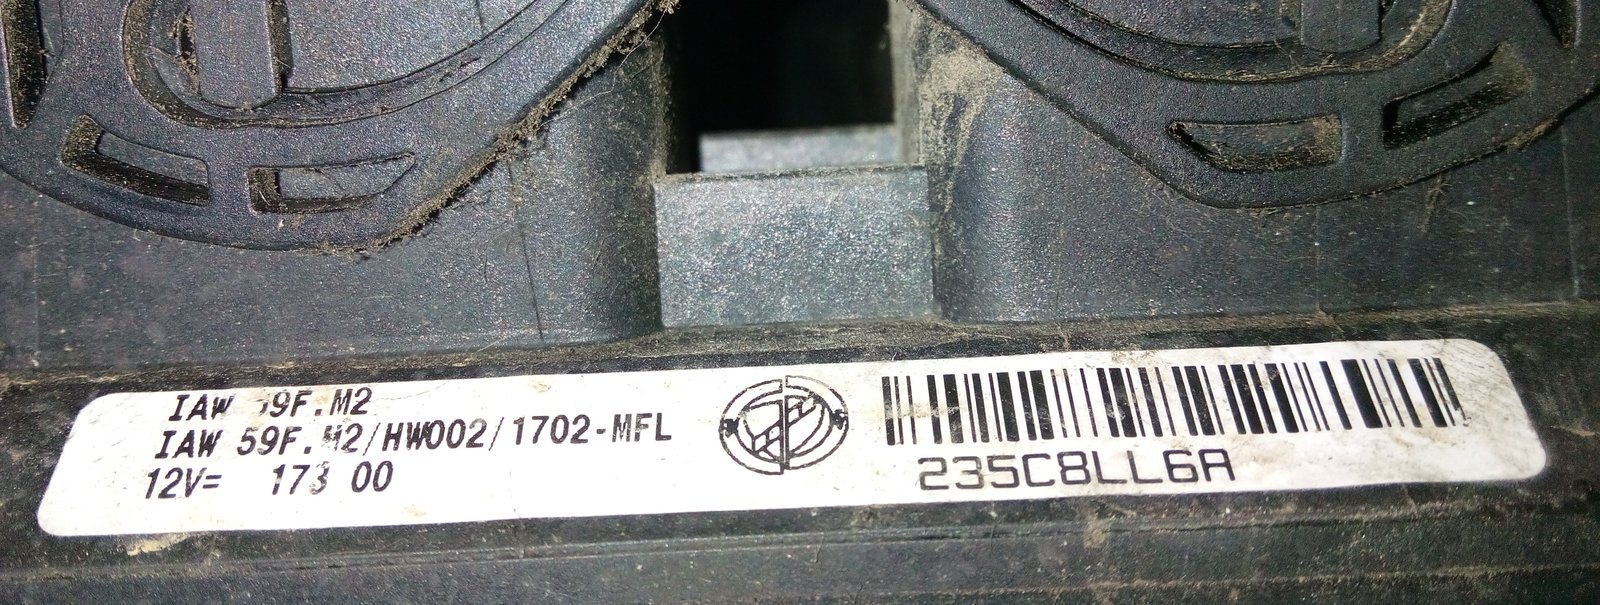 IAW 59F.M2
IAW 59F.M2/HW002/1702-MFL
12V= 173 00
235C8LL6A